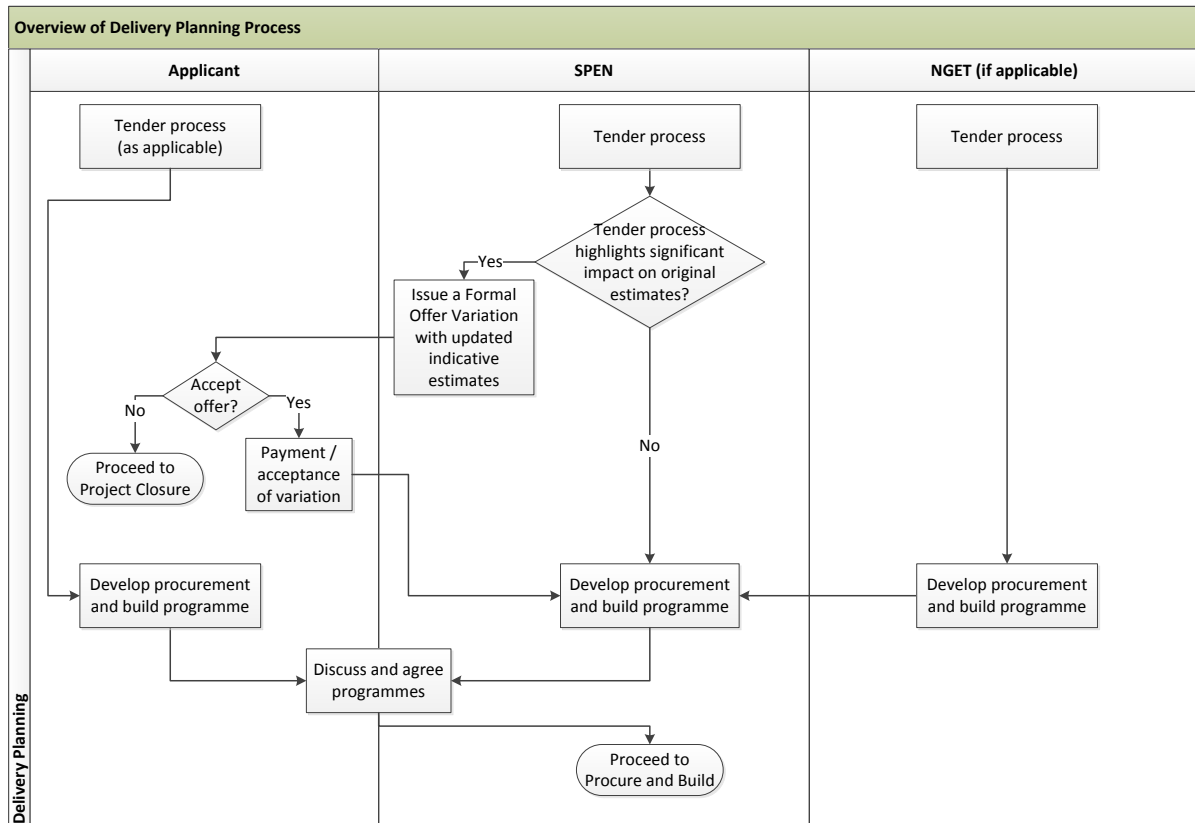 Overview of Delivery Planning Process
Applicant
SPEN
NGET (if applicable)
Tender process
(as applicable)
Tender process
Tender process
Tender process
highlights significant
impact on original
estimates?
Yes
Issue a Formal
Offer Variation
with updated
indicative
estimates
Accept
offer?
No
Yes
Proceed to
Project Closure
Payment /
acceptance
of variation
No
Develop procurement
and build programme
Develop procurement
and build programme
Develop procurement
and build programme
Discuss and agree
programmes
Proceed to
Procure and Build
Delivery Planning